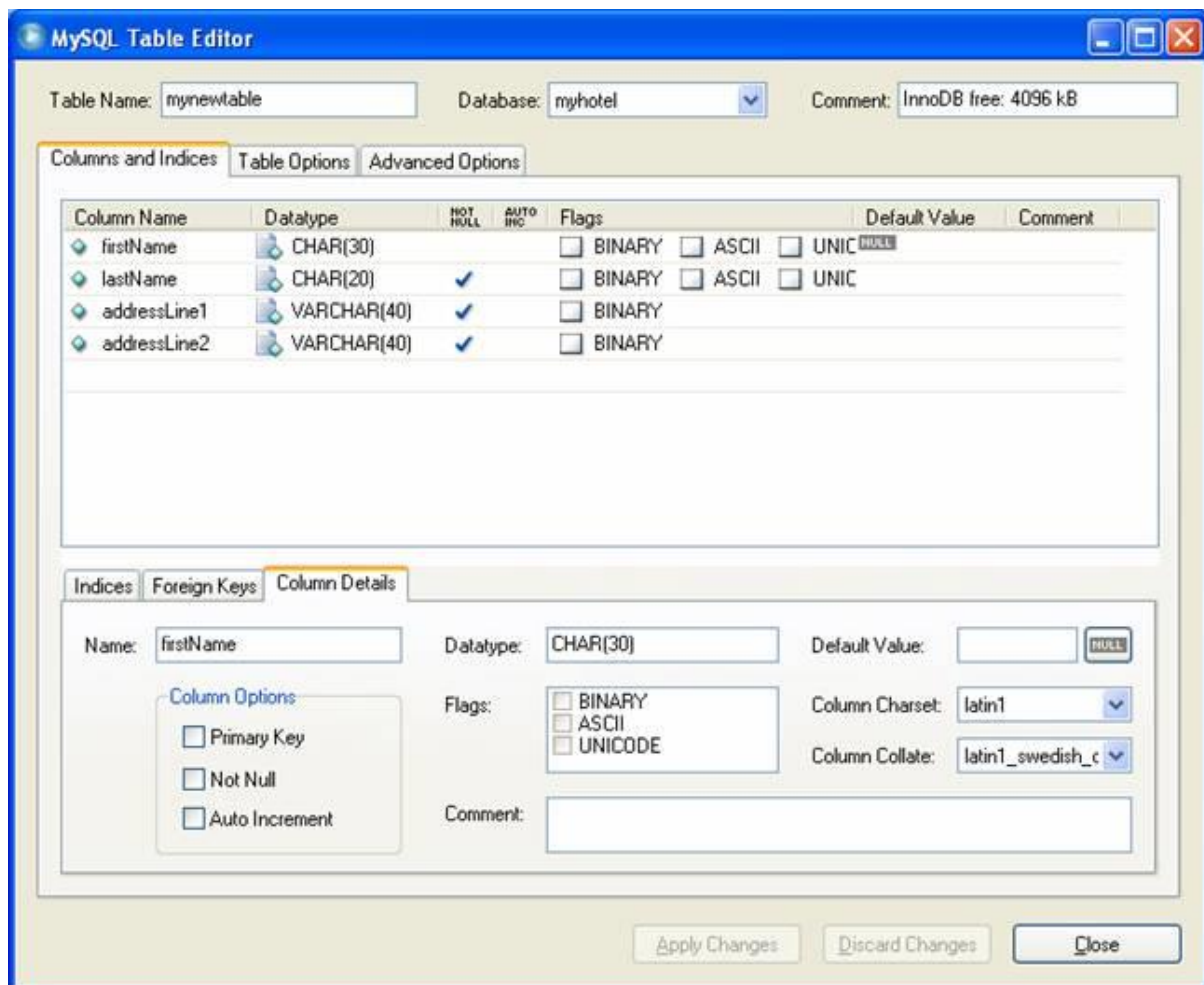 MySQL Table Editor
Table Name: mynewtable Database: myhotel Comment: InnoDB free: 4096 kB
Columns and Indices Table Options Advanced Options
Column Name Datatype NOT NULL AUTO INC Flags Default Value Comment
firstName CHAR(30) BINARY ASCII UNIC NULL
lastName CHAR(20) BINARY ASCII UNIC
addressLine1 VARCHAR(40) BINARY
addressLine2 VARCHAR(40) BINARY
Indices Foreign Keys Column Details
Name: firstName Datatype: CHAR(30) Default Value: NULL
Column Options
Primary Key
Not Null
Auto Increment
Flags: BINARY
ASCII
UNICODE
Column Charset: latin1
Column Collate: latin1_swedish_c
Comment:
Apply Changes Discard Changes Close